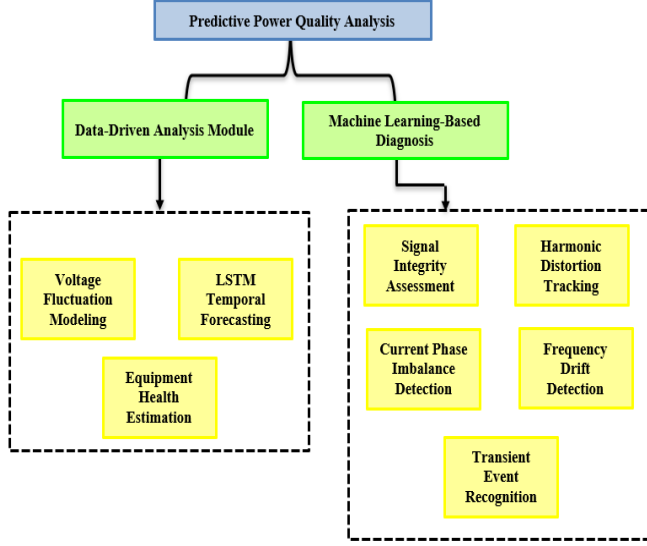 Predictive Power Quality Analysis
Data-Driven Analysis Module
Machine Learning-Based
Diagnosis
Voltage
Fluctuation
Modeling
LSTM
Temporal
Forecasting
Equipment
Health
Estimation
Signal
Integrity
Assessment
Harmonic
Distortion
Tracking
Current Phase
Imbalance
Detection
Frequency
Drift
Detection
Transient
Event
Recognition